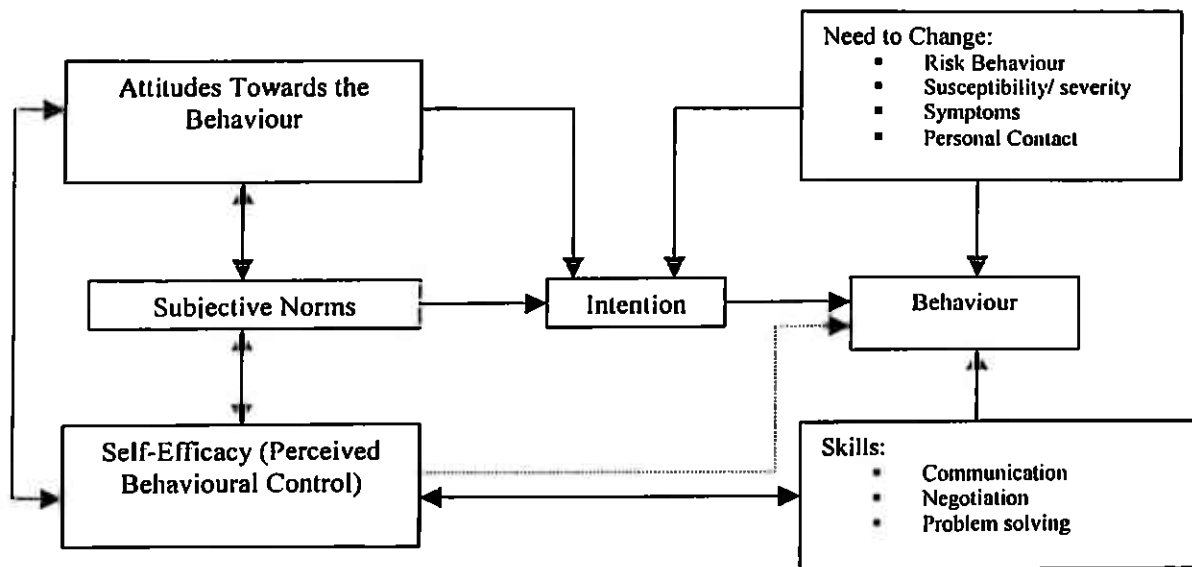 Attitudes Towards the
Behaviour
Need to Change:
▪ Risk Behaviour
▪ Susceptibility/ severity
▪ Symptoms
▪ Personal Contact
Subjective Norms
Intention
Behaviour
Self-Efficacy (Perceived
Behavioural Control)
Skills:
▪ Communication
▪ Negotiation
▪ Problem solving